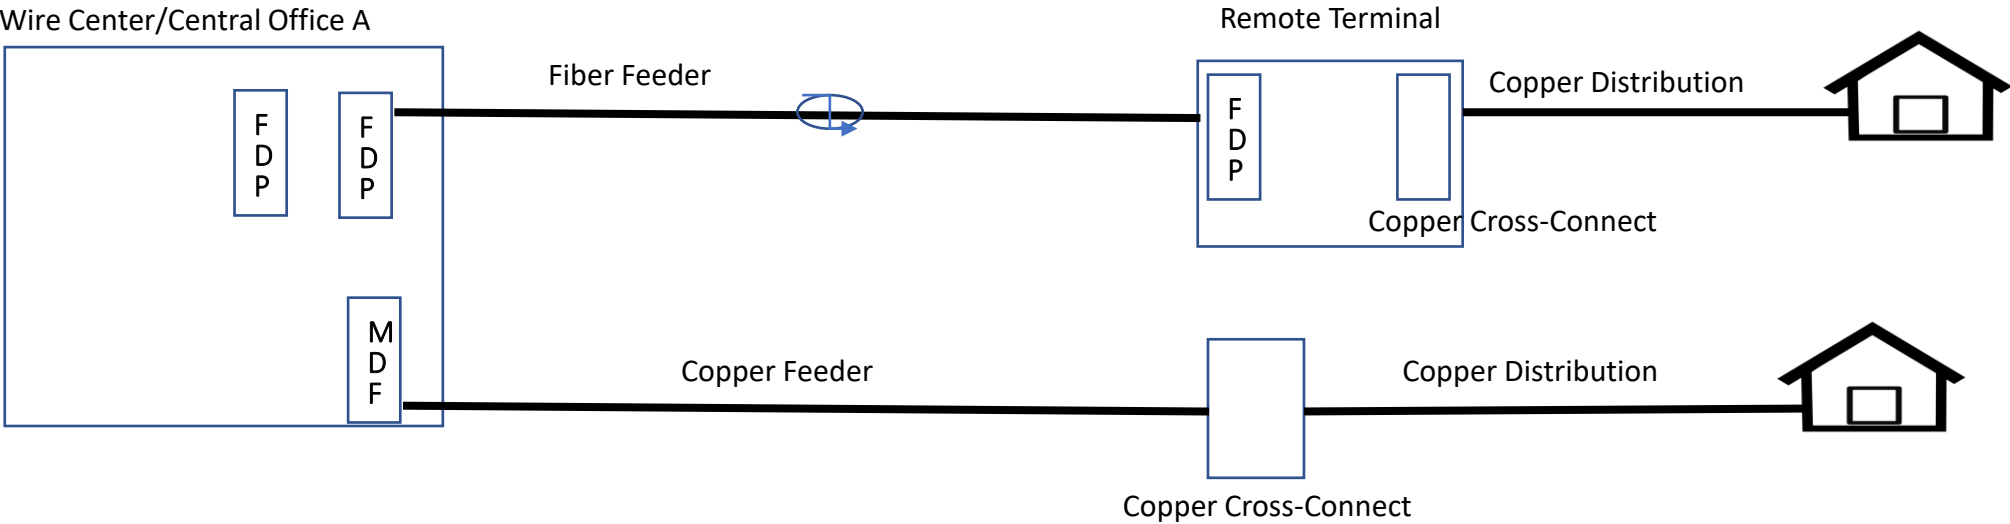 Wire Center/Central Office A
Remote Terminal
Fiber Feeder
Copper Distribution
F
D
P
F
D
P
F
D
P
Copper Cross-Connect
M
D
F
Copper Feeder
Copper Distribution
Copper Cross-Connect